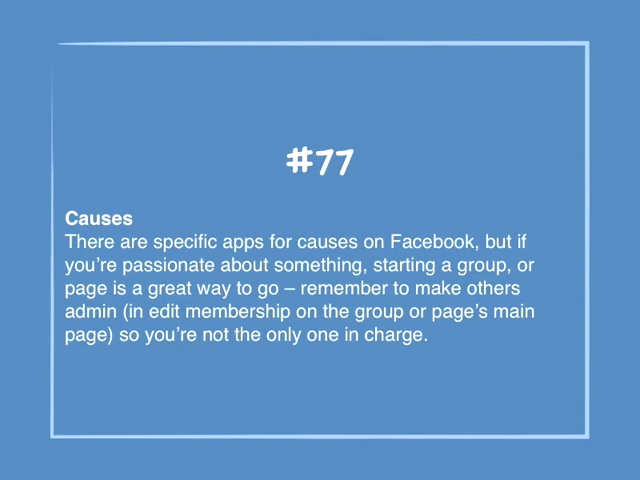 #77
Causes
There are specific apps for causes on Facebook, but if
you’re passionate about something, starting a group, or
page is a great way to go – remember to make others
admin (in edit membership on the group or page’s main
page) so you’re not the only one in charge.